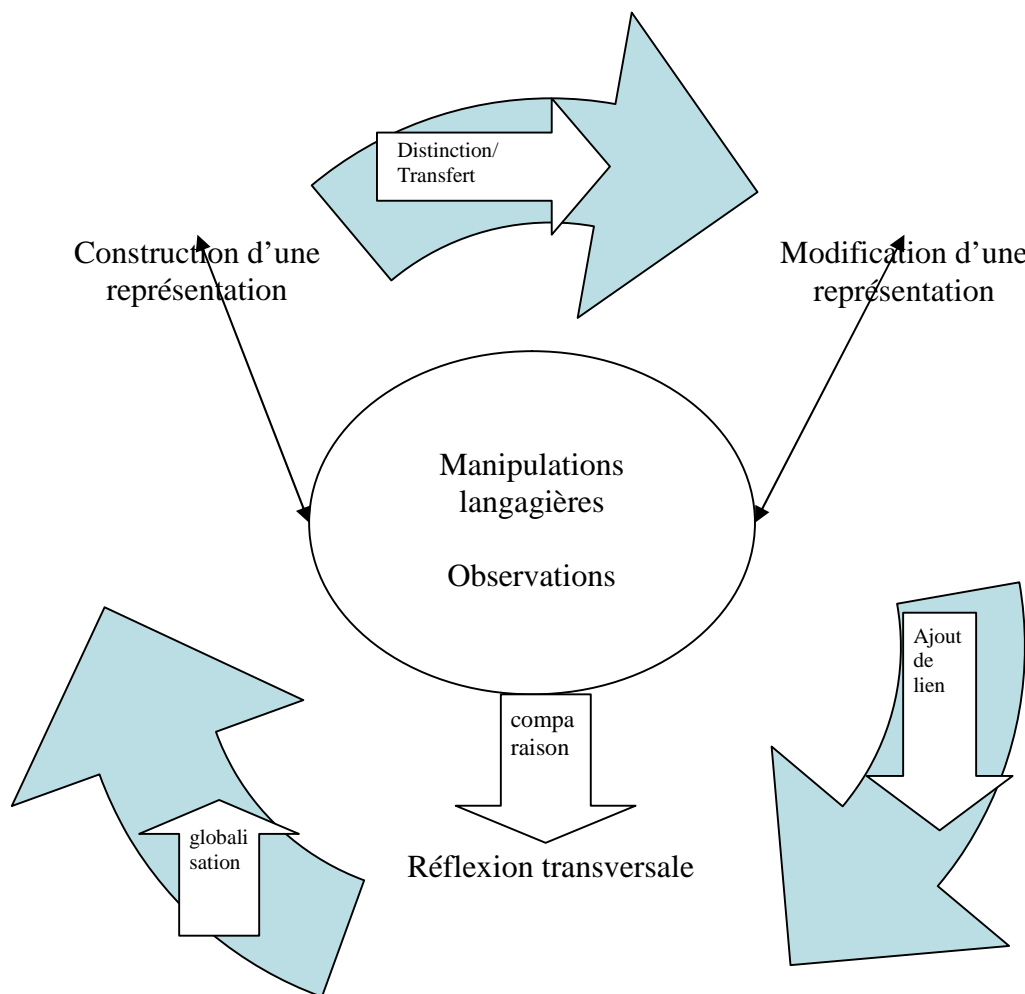 Distinction/
Transfert
Construction d’une
représentation
Modification d’une
représentation
Manipulations
langagières
Observations
Ajout
de
lien
compa
raison
globali
sation
Réflexion transversale